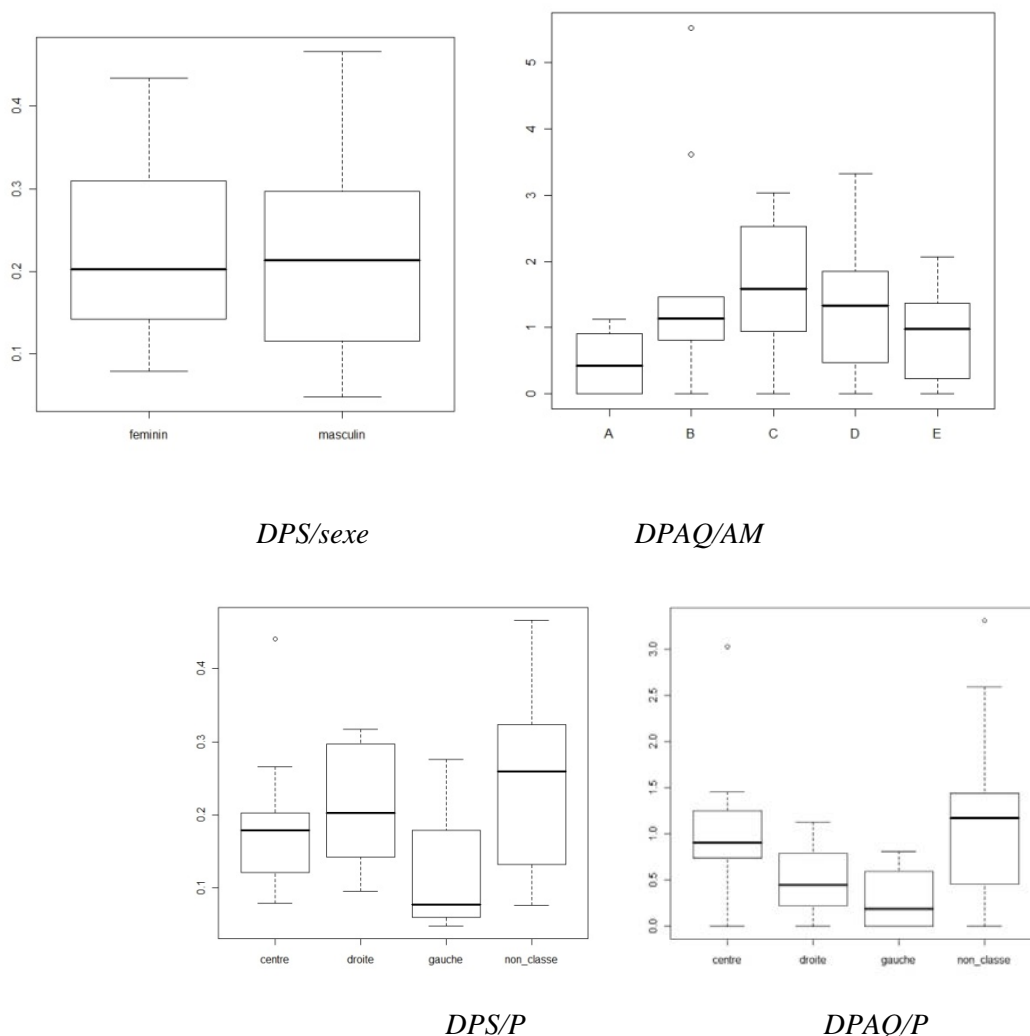 0.1 0.2 0.3 0.4
feminin masculin
0 1 2 3 4 5
A B C D E
DPS/sexe DPAQ/AM
0.1 0.2 0.3 0.4
centre droite gauche non_classe
0.0 0.5 1.0 1.5 2.0 2.5 3.0
centre droite gauche non_classe
DPS/P DPAQ/P